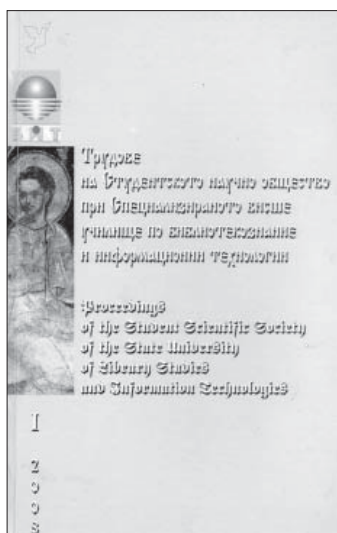 Трудове
на Студентското научно общество
при Специализираното висше
училище по библиотекознание
и информационни технологии
Proceedings
of the Student Scientific Society
of the State University
of Library Studies
and Information Technologies
I
2
0
0